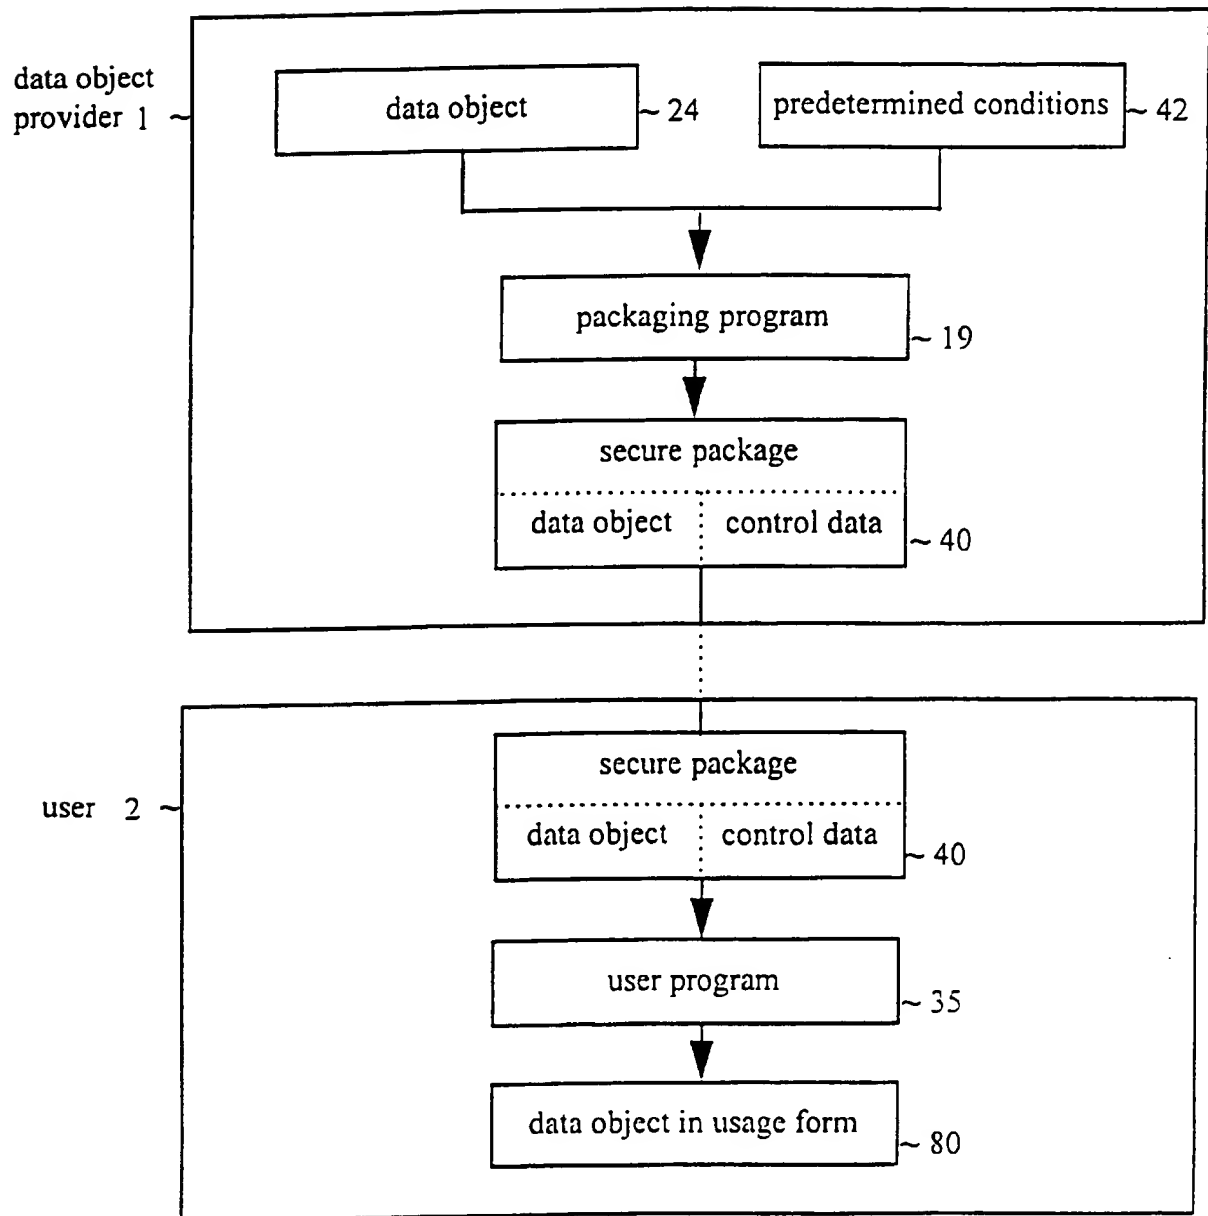 data object
provider 1 ~
data object ~ 24
predetermined conditions ~ 42
packaging program ~ 19
secure package
data object control data ~ 40
user 2 ~
secure package
data object control data ~ 40
user program ~ 35
data object in usage form ~ 80